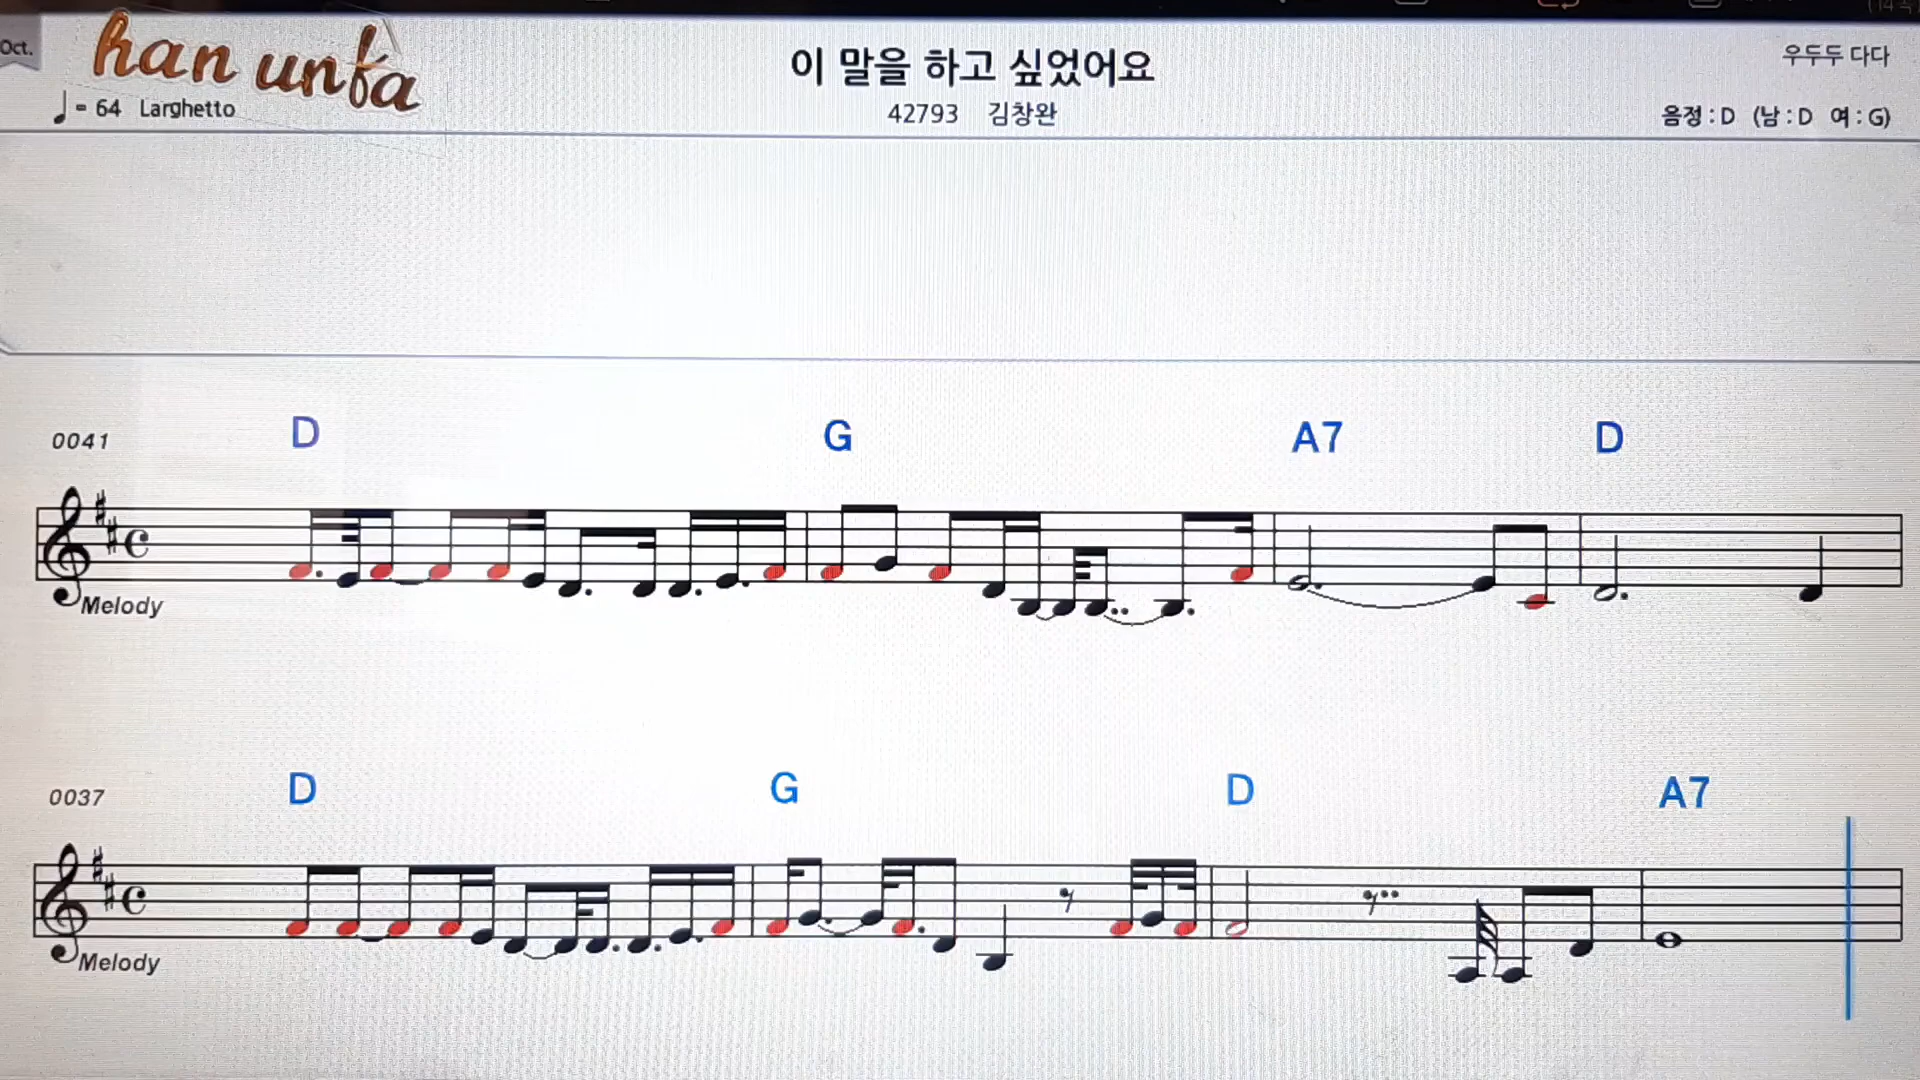 Oct.
han unfa
이 말을 하고 싶었어요
우두두 다다
♩ = 64 Larghetto
42793 김창완
음정 : D (남 : D 여 : G)
D G A7 D
0041
Melody
D G D A7
0037
Melody